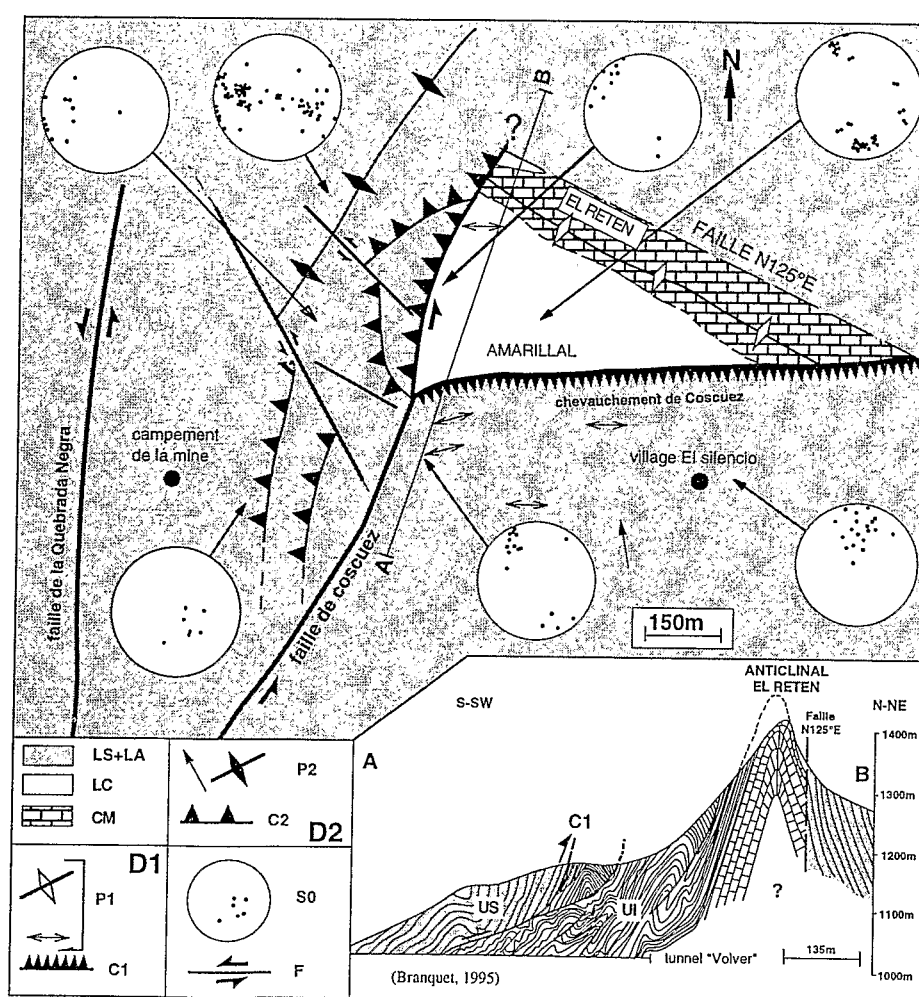 N
B
?
EL RETEN
FAILLE N125°E
AMARILLAL
chevauchement de Coscuez
campement
de la mine
village El silencio
faille de la Quebrada Negra
faille de coscuez
A
150m
LS+LA
LC
CM
P2
C2
D2
D1
P1
C1
S0
F
S-SW
ANTICLINAL
EL RETEN
N-NE
Faille
N125°E
A
B
C1
US
UI
?
1400m
1300m
1200m
1100m
1000m
tunnel "Volver"
135m
(Branquet, 1995)